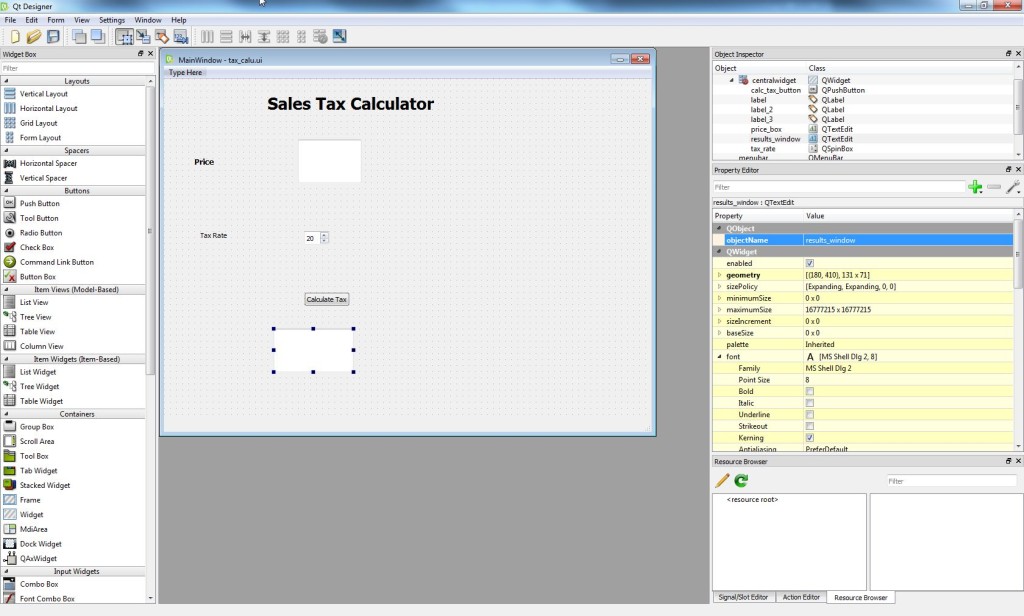 Qt Designer
File Edit Form View Settings Window Help
Widget Box
Filter
Layouts
Vertical Layout
Horizontal Layout
Grid Layout
Form Layout
Spacers
Horizontal Spacer
Vertical Spacer
Buttons
Push Button
Tool Button
Radio Button
Check Box
Command Link Button
Button Box
Item Views (Model-Based)
List View
Tree View
Table View
Column View
Item Widgets (Item-Based)
List Widget
Tree Widget
Table Widget
Containers
Group Box
Scroll Area
Tool Box
Tab Widget
Stacked Widget
Frame
Widget
MdiArea
Dock Widget
QAxWidget
Input Widgets
Combo Box
Font Combo Box
MainWindow - tax_calu.ui
Type Here
Sales Tax Calculator
Price
Tax Rate
20
Calculate Tax
Object Inspector
Object Class
centralwidget QWidget
calc_tax_button QPushButton
label QLabel
label_2 QLabel
label_3 QLabel
price_box QTextEdit
results_window QTextEdit
tax_rate QSpinBox
menubar QMenuBar
Property Editor
Filter
results_window : QTextEdit
Property Value
QObject
objectName results_window
QWidget
enabled
geometry [(180, 410), 131 x 71]
sizePolicy [Expanding, Expanding, 0, 0]
minimumSize 0 x 0
maximumSize 16777215 x 16777215
sizeIncrement 0 x 0
baseSize 0 x 0
palette Inherited
font A [MS Shell Dlg 2, 8]
Family MS Shell Dlg 2
Point Size 8
Bold
Italic
Underline
Strikeout
Kerning
Antialiasing PreferDefault
Resource Browser
Filter
<resource root>
Signal/Slot Editor Action Editor Resource Browser